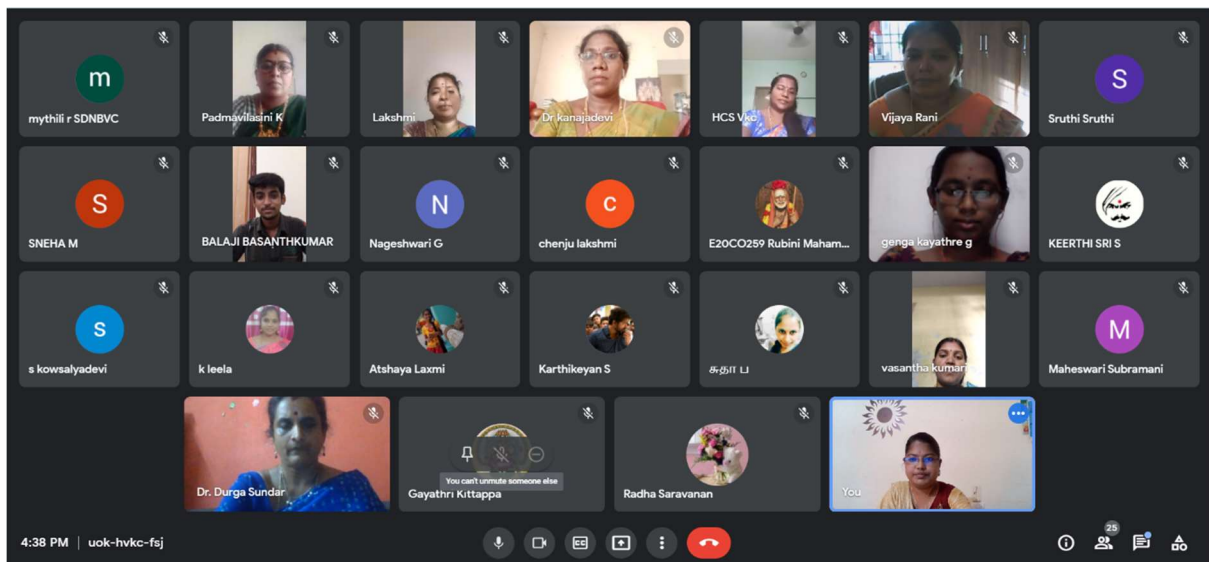 m
mythili r SDNBVC
Padmavilasini K
Lakshmi
Dr kanajadevi
HCS Vkc
Vijaya Rani
S
Sruthi Sruthi
S
SNEHA M
BALAJI BASANTHKUMAR
N
Nageshwari G
c
chenju lakshmi
E20CO259 Rubini Maham...
genga kayathre g
KEERTHI SRI S
s
s kowsalyadevi
k leela
Atshaya Laxmi
Karthikeyan S
சுதா ப
vasantha kumari
M
Maheswari Subramani
Dr. Durga Sundar
You can't unmute someone else
Gayathri Kittappa
Radha Saravanan
You
4:38 PM | uok-hvkc-fsj
CC
25